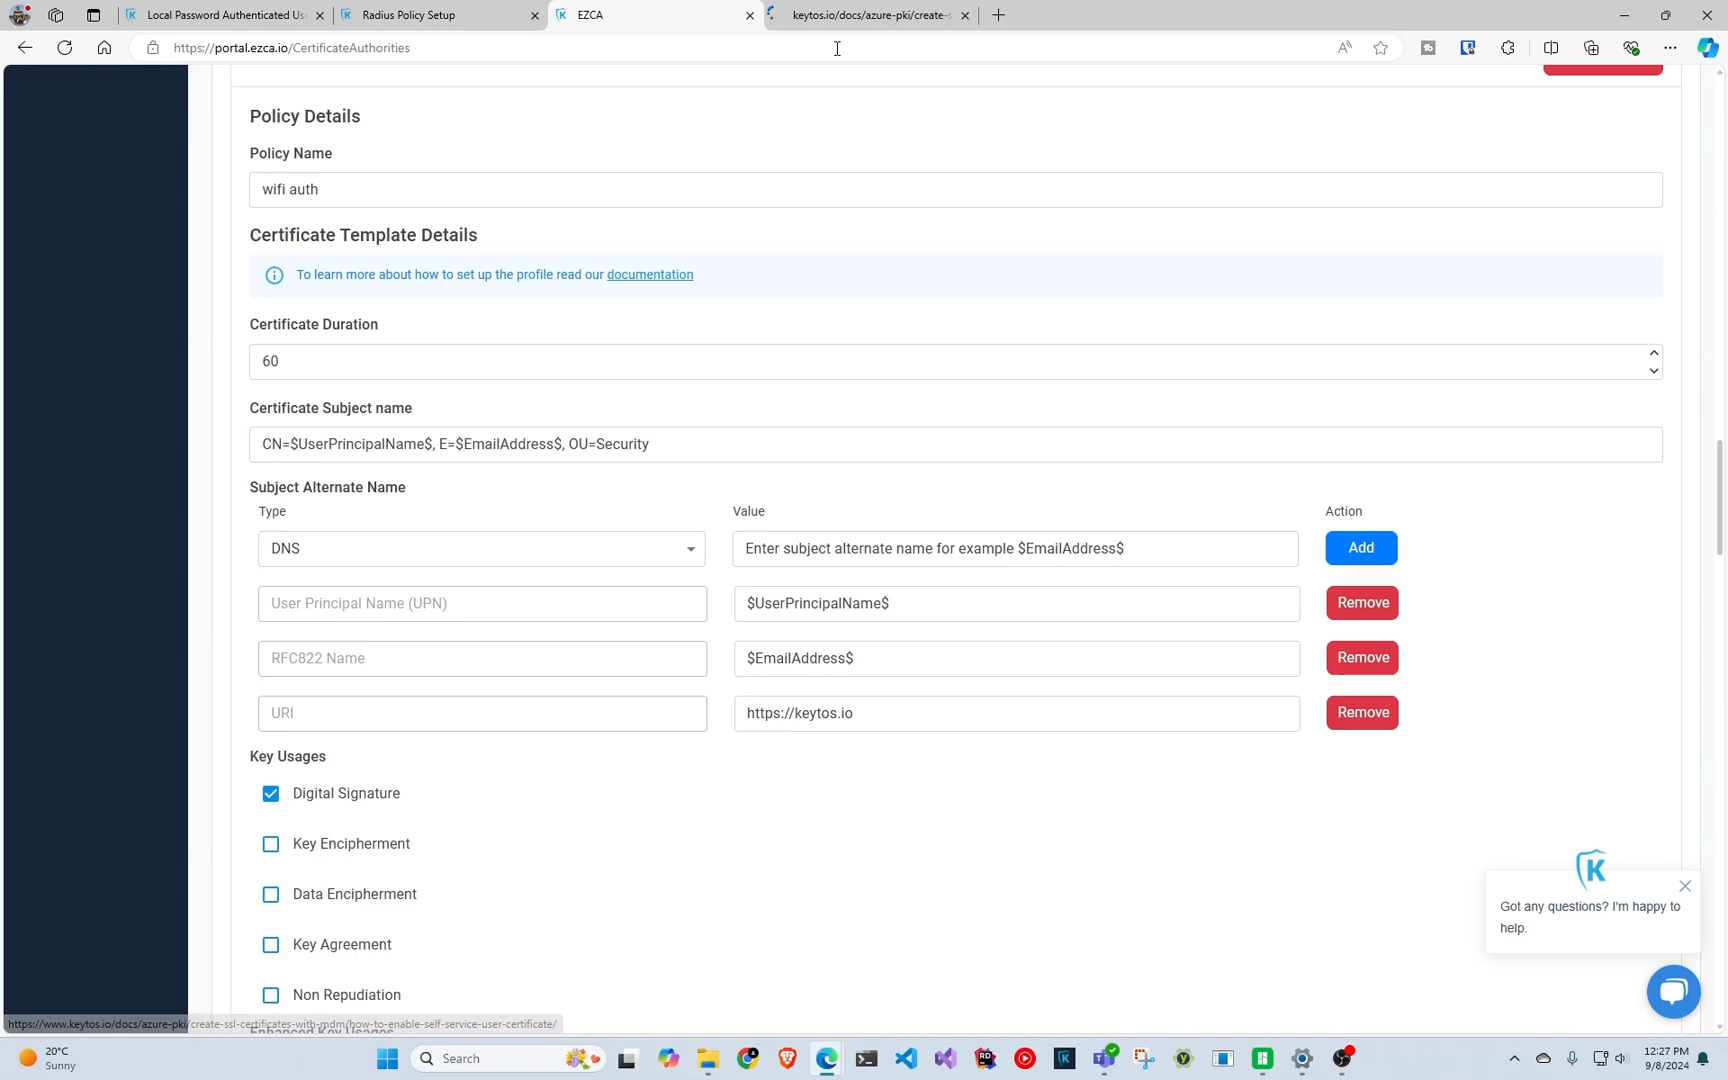 Local Password Authenticated Us
Radius Policy Setup
EZCA
keytos.io/docs/azure-pki/create-s
https://portal.ezca.io/CertificateAuthorities
Policy Details
Policy Name
wifi auth
Certificate Template Details
To learn more about how to set up the profile read our documentation
Certificate Duration
60
Certificate Subject name
CN=$UserPrincipalName$, E=$EmailAddress$, OU=Security
Subject Alternate Name
Type Value Action
DNS Enter subject alternate name for example $EmailAddress$ Add
User Principal Name (UPN) $UserPrincipalName$ Remove
RFC822 Name $EmailAddress$ Remove
URI https://keytos.io Remove
Key Usages
Digital Signature
Key Encipherment
Data Encipherment
Key Agreement
Non Repudiation
Got any questions? I'm happy to
help.
Enhanced Key Usages
https://www.keytos.io/docs/azure-pki/create-ssl-certificates-with-mdm/how-to-enable-self-service-user-certificate/
20°C
Sunny
Search
12:27 PM
9/8/2024